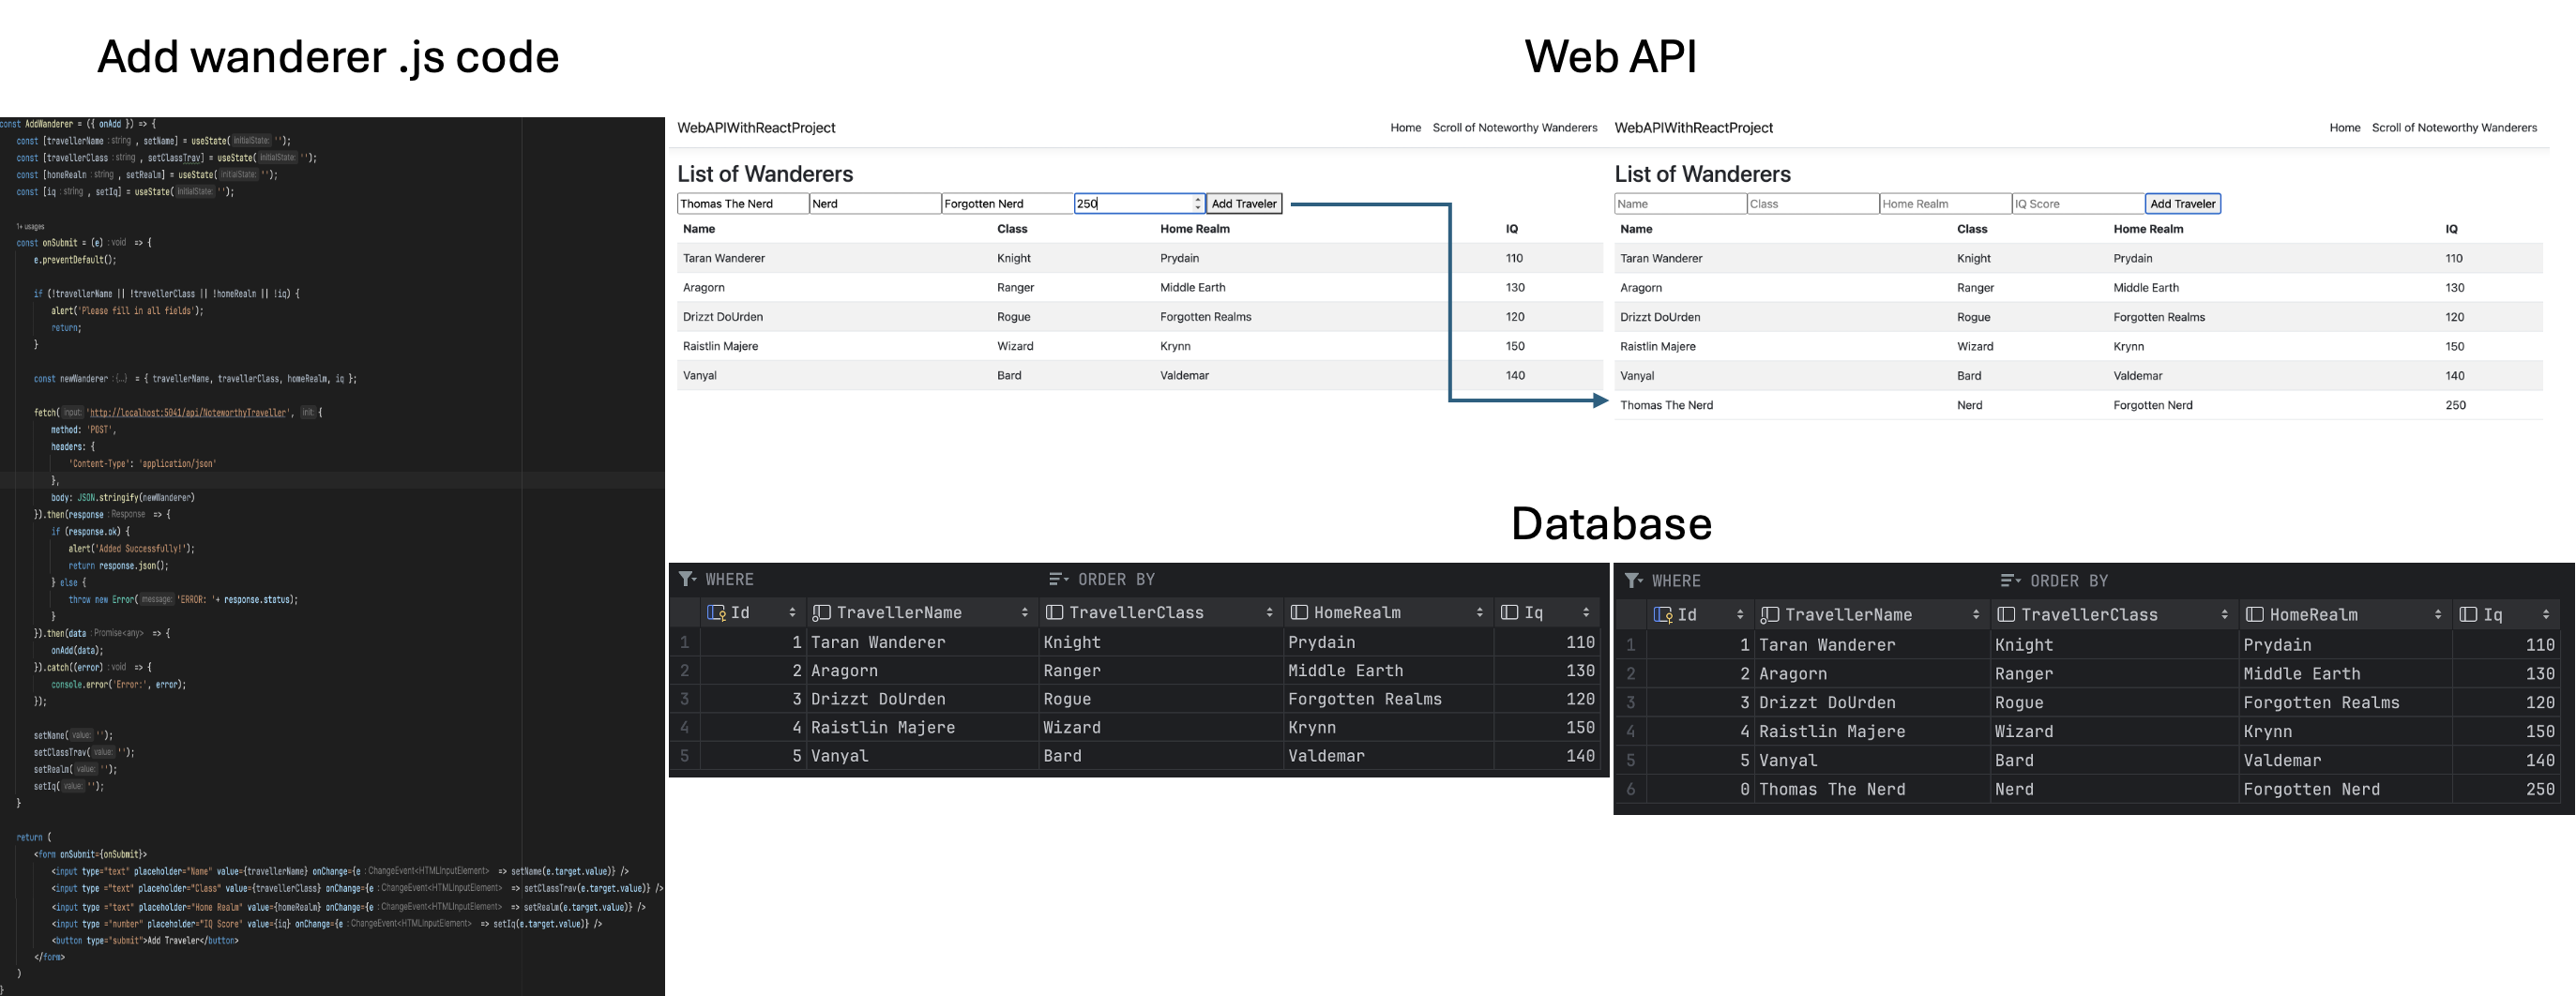 Add wanderer .js code
const AddWanderer = ({ onAdd }) => {
const [travellerName :string , setName] = useState( initialState: '');
const [travellerClass :string , setClassTrav] = useState( initialState: '');
const [homeRealm :string , setRealm] = useState( initialState: '');
const [iq :string , setIq] = useState( initialState: '');
1+ usages
const onSubmit = (e) :void => {
e.preventDefault();
if (!travellerName || !travellerClass || !homeRealm || !iq) {
alert('Please fill in all fields');
return;
}
const newWanderer :{...} = { travellerName, travellerClass, homeRealm, iq };
fetch( input: 'http://localhost:5041/api/NoteworthyTraveller', init: {
method: 'POST',
headers: {
'Content-Type': 'application/json'
},
body: JSON.stringify(newWanderer)
}).then(response :Response => {
if (response.ok) {
alert('Added Successfully!');
return response.json();
} else {
throw new Error( message: 'ERROR: '+ response.status);
}
}).then(data :Promise<any> => {
onAdd(data);
}).catch((error) :void => {
console.error('Error:', error);
});
setName( value: '');
setClassTrav( value: '');
setRealm( value: '');
setIq( value: '');
}
return (
<form onSubmit={onSubmit}>
<input type="text" placeholder="Name" value={travellerName} onChange={e :ChangeEvent<HTMLInputElement> => setName(e.target.value)} />
<input type ="text" placeholder="Class" value={travellerClass} onChange={e :ChangeEvent<HTMLInputElement> => setClassTrav(e.target.value)} />
<input type ="text" placeholder="Home Realm" value={homeRealm} onChange={e :ChangeEvent<HTMLInputElement> => setRealm(e.target.value)} />
<input type ="number" placeholder="IQ Score" value={iq} onChange={e :ChangeEvent<HTMLInputElement> => setIq(e.target.value)} />
<button type="submit">Add Traveler</button>
</form>
)
}
Web API
WebAPIWithReactProject Home Scroll of Noteworthy Wanderers
List of Wanderers
Thomas The Nerd Nerd Forgotten Nerd 250 Add Traveler
Name Class Home Realm IQ
Taran Wanderer Knight Prydain 110
Aragorn Ranger Middle Earth 130
Drizzt DoUrden Rogue Forgotten Realms 120
Raistlin Majere Wizard Krynn 150
Vanyal Bard Valdemar 140
WebAPIWithReactProject Home Scroll of Noteworthy Wanderers
List of Wanderers
Name Class Home Realm IQ Score Add Traveler
Name Class Home Realm IQ
Taran Wanderer Knight Prydain 110
Aragorn Ranger Middle Earth 130
Drizzt DoUrden Rogue Forgotten Realms 120
Raistlin Majere Wizard Krynn 150
Vanyal Bard Valdemar 140
Thomas The Nerd Nerd Forgotten Nerd 250
Database
WHERE ORDER BY
Id TravellerName TravellerClass HomeRealm Iq
1 1 Taran Wanderer Knight Prydain 110
2 2 Aragorn Ranger Middle Earth 130
3 3 Drizzt DoUrden Rogue Forgotten Realms 120
4 4 Raistlin Majere Wizard Krynn 150
5 5 Vanyal Bard Valdemar 140
WHERE ORDER BY
Id TravellerName TravellerClass HomeRealm Iq
1 1 Taran Wanderer Knight Prydain 110
2 2 Aragorn Ranger Middle Earth 130
3 3 Drizzt DoUrden Rogue Forgotten Realms 120
4 4 Raistlin Majere Wizard Krynn 150
5 5 Vanyal Bard Valdemar 140
6 0 Thomas The Nerd Nerd Forgotten Nerd 250